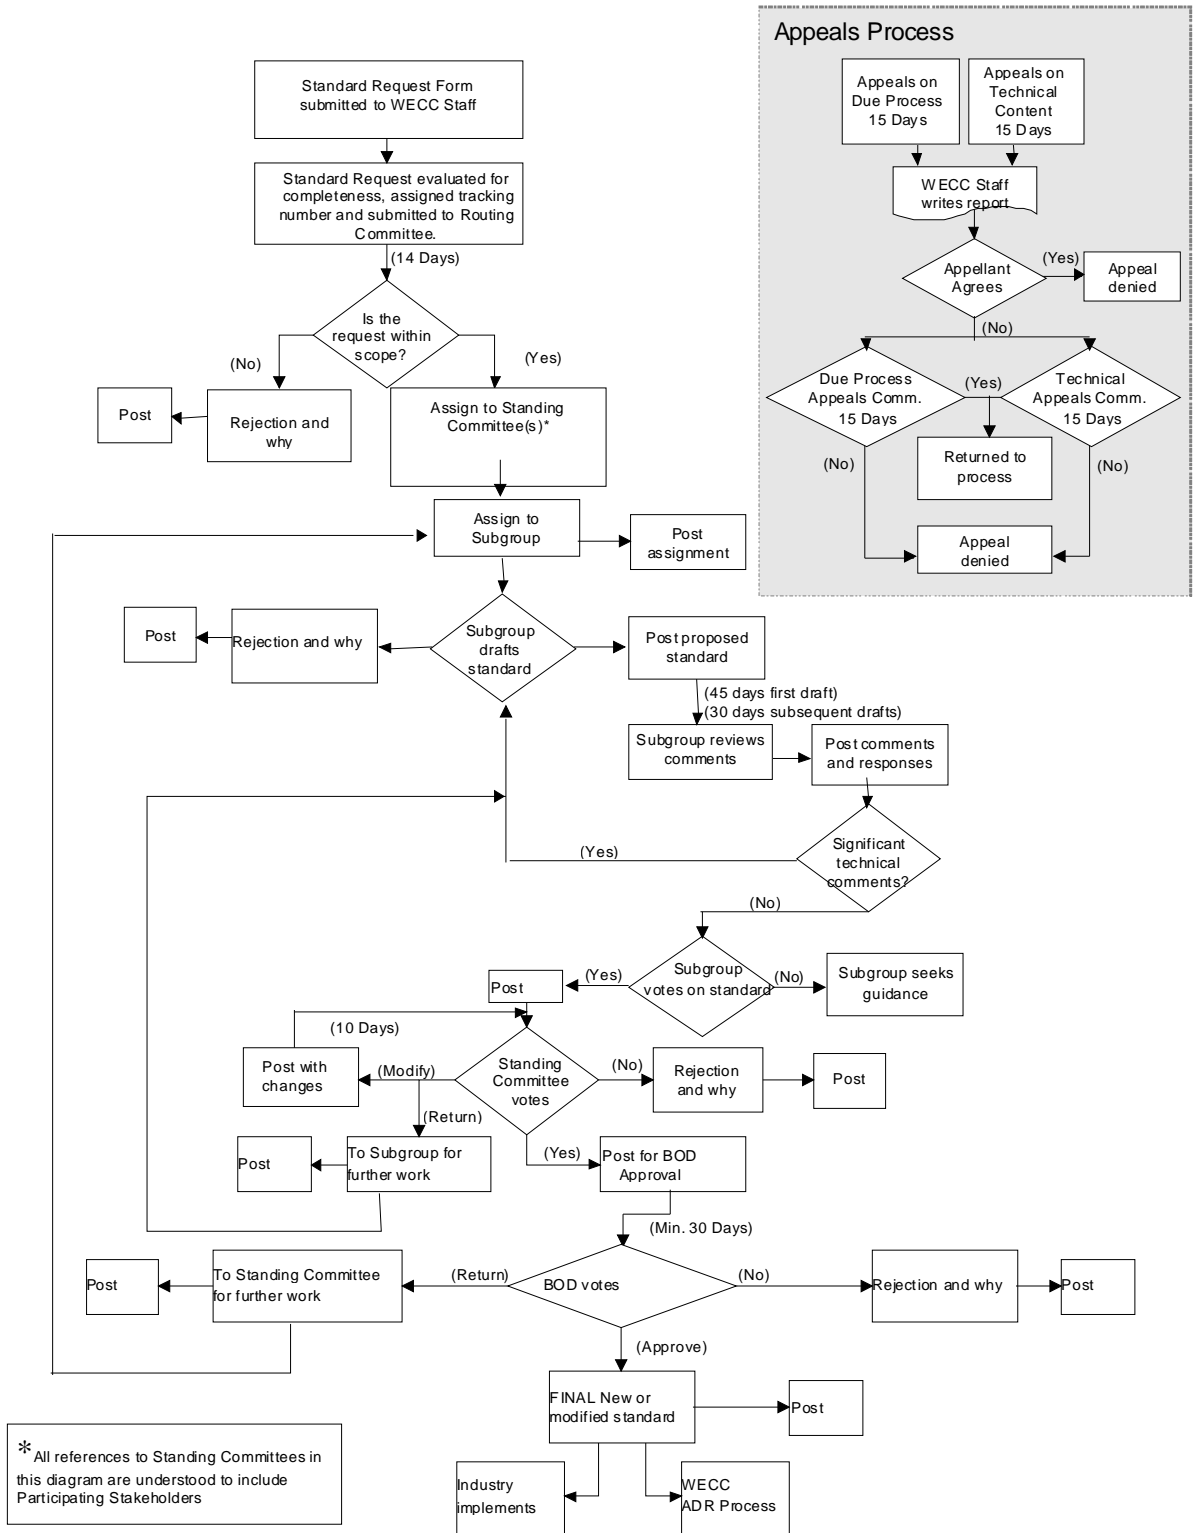 Appeals Process
Appeals on
Due Process
15 Days
Appeals on
Technical
Content
15 Days
WECC Staff
writes report
Appellant
Agrees
(Yes)
Appeal
denied
(No)
Due Process
Appeals Comm.
15 Days
(Yes)
Technical
Appeals Comm.
15 Days
(No)
Returned to
process
(No)
Appeal
denied
Standard Request Form
submitted to WECC Staff
Standard Request evaluated for
completeness, assigned tracking
number and submitted to Routing
Committee.
(14 Days)
Is the
request within
scope?
(No)
(Yes)
Post
Rejection and
why
Assign to Standing
Committee(s)*
Assign to
Subgroup
Post
assignment
Post
Rejection and why
Subgroup
drafts
standard
Post proposed
standard
(45 days first draft)
(30 days subsequent drafts)
Subgroup reviews
comments
Post comments
and responses
Significant
technical
comments?
(Yes)
(No)
Subgroup
votes on standard
(Yes)
(No)
Post
Subgroup seeks
guidance
(10 Days)
Post with
changes
(Modify)
Standing
Committee
votes
(No)
Rejection
and why
Post
(Return)
Post
To Subgroup for
further work
(Yes)
Post for BOD
Approval
(Min. 30 Days)
Post
To Standing Committee
for further work
(Return)
BOD votes
(No)
Rejection and why
Post
(Approve)
FINAL New or
modified standard
Post
Industry
implements
WECC
ADR Process
*All references to Standing Committees in
this diagram are understood to include
Participating Stakeholders